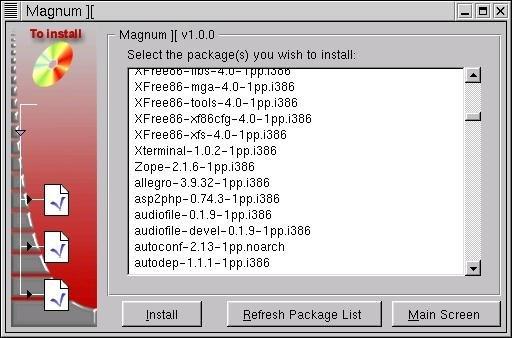 Magnum ][
To install
Magnum ][ v1.0.0
Select the package(s) you wish to install:
XFree86-libs-4.0-1pp.i386
XFree86-mga-4.0-1pp.i386
XFree86-tools-4.0-1pp.i386
XFree86-xf86cfg-4.0-1pp.i386
XFree86-xfs-4.0-1pp.i386
Xterminal-1.0.2-1pp.i386
Zope-2.1.6-1pp.i386
allegro-3.9.32-1pp.i386
asp2php-0.74.3-1pp.i386
audiofile-0.1.9-1pp.i386
audiofile-devel-0.1.9-1pp.i386
autoconf-2.13-1pp.noarch
autodep-1.1.1-1pp.i386
Install
Refresh Package List
Main Screen